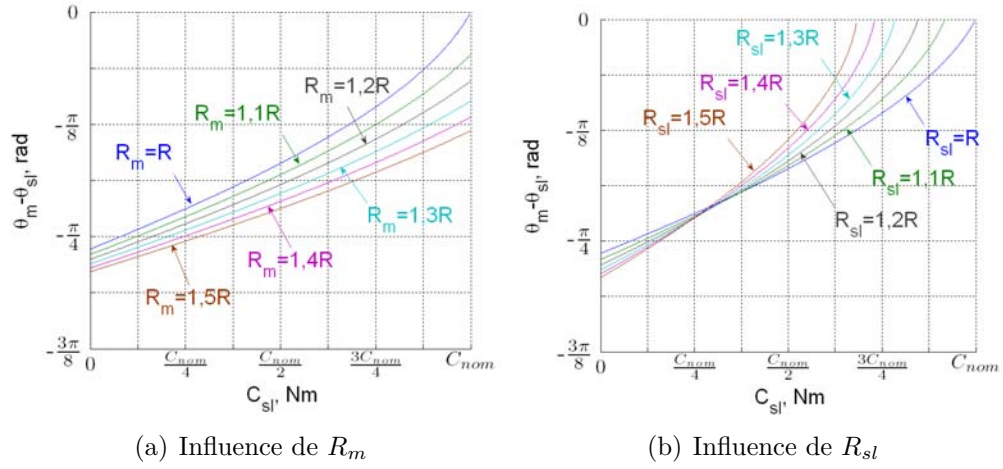 0
-π/8
-π/4
-3π/8
θm-θsl, rad
Rm=R
Rm=1,1R
Rm=1,2R
Rm=1,3R
Rm=1,4R
Rm=1,5R
0
Cnom/4
Cnom/2
3Cnom/4
Cnom
Csl, Nm
(a) Influence de Rm
0
-π/8
-π/4
-3π/8
θm-θsl, rad
Rsl=1,3R
Rsl=1,4R
Rsl=1,5R
Rsl=R
Rsl=1,1R
Rsl=1,2R
0
Cnom/4
Cnom/2
3Cnom/4
Cnom
Csl, Nm
(b) Influence de Rsl